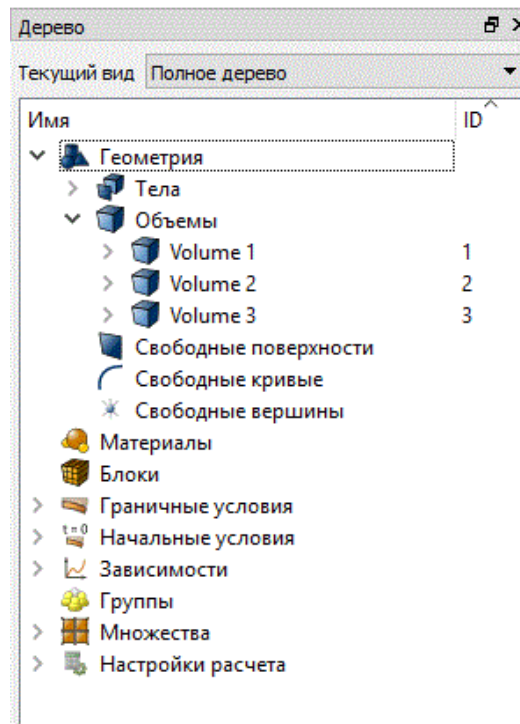 Дерево
Текущий вид Полное дерево
Имя ID
Геометрия
Тела
Объемы
Volume 1 1
Volume 2 2
Volume 3 3
Свободные поверхности
Свободные кривые
Свободные вершины
Материалы
Блоки
Граничные условия
t=0
Начальные условия
Зависимости
Группы
Множества
Настройки расчета